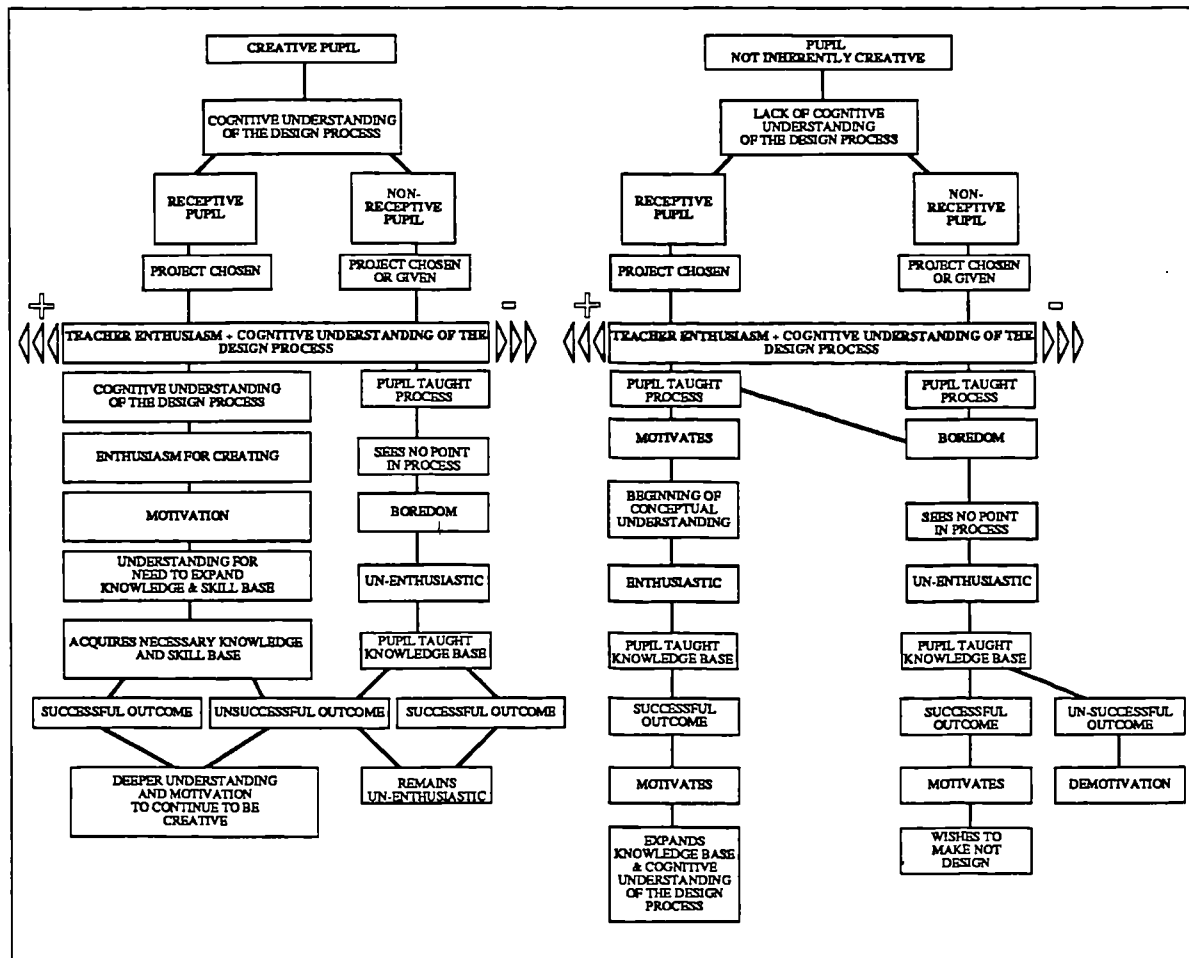 CREATIVE PUPIL
COGNITIVE UNDERSTANDING
OF THE DESIGN PROCESS
RECEPTIVE
PUPIL
NON-
RECEPTIVE
PUPIL
PROJECT CHOSEN
PROJECT CHOSEN
OR GIVEN
+
-
TEACHER ENTHUSIASM + COGNITIVE UNDERSTANDING OF THE
DESIGN PROCESS
COGNITIVE UNDERSTANDING
OF THE DESIGN PROCESS
ENTHUSIASM FOR CREATING
MOTIVATION
UNDERSTANDING FOR
NEED TO EXPAND
KNOWLEDGE & SKILL BASE
ACQUIRES NECESSARY KNOWLEDGE
AND SKILL BASE
PUPIL TAUGHT
PROCESS
SEES NO POINT
IN PROCESS
BOREDOM
UN-ENTHUSIASTIC
PUPIL TAUGHT
KNOWLEDGE BASE
SUCCESSFUL OUTCOME
UNSUCCESSFUL OUTCOME
SUCCESSFUL OUTCOME
DEEPER UNDERSTANDING
AND MOTIVATION
TO CONTINUE TO BE
CREATIVE
REMAINS
UN-ENTHUSIASTIC
PUPIL
NOT INHERENTLY CREATIVE
LACK OF COGNITIVE
UNDERSTANDING
OF THE DESIGN PROCESS
RECEPTIVE
PUPIL
NON-
RECEPTIVE
PUPIL
PROJECT CHOSEN
PROJECT CHOSEN
OR GIVEN
+
-
TEACHER ENTHUSIASM + COGNITIVE UNDERSTANDING OF THE
DESIGN PROCESS
PUPIL TAUGHT
PROCESS
MOTIVATES
BEGINNING OF
CONCEPTUAL
UNDERSTANDING
ENTHUSIASTIC
PUPIL TAUGHT
KNOWLEDGE BASE
SUCCESSFUL
OUTCOME
MOTIVATES
EXPANDS
KNOWLEDGE BASE
& COGNITIVE
UNDERSTANDING
OF THE DESIGN
PROCESS
PUPIL TAUGHT
PROCESS
BOREDOM
SEES NO POINT
IN PROCESS
UN-ENTHUSIASTIC
PUPIL TAUGHT
KNOWLEDGE BASE
SUCCESSFUL
OUTCOME
MOTIVATES
WISHES TO
MAKE NOT
DESIGN
UN-SUCCESSFUL
OUTCOME
DEMOTIVATION